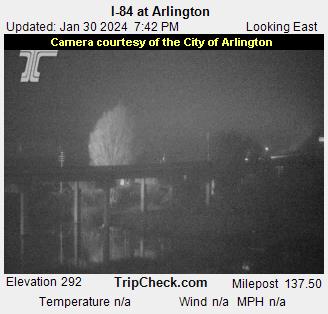 I-84 at Arlington
Updated: Jan 30 2024 7:42 PM Looking East
Camera courtesy of the City of Arlington
Elevation 292 TripCheck.com Milepost 137.50
Temperature n/a Wind n/a MPH n/a